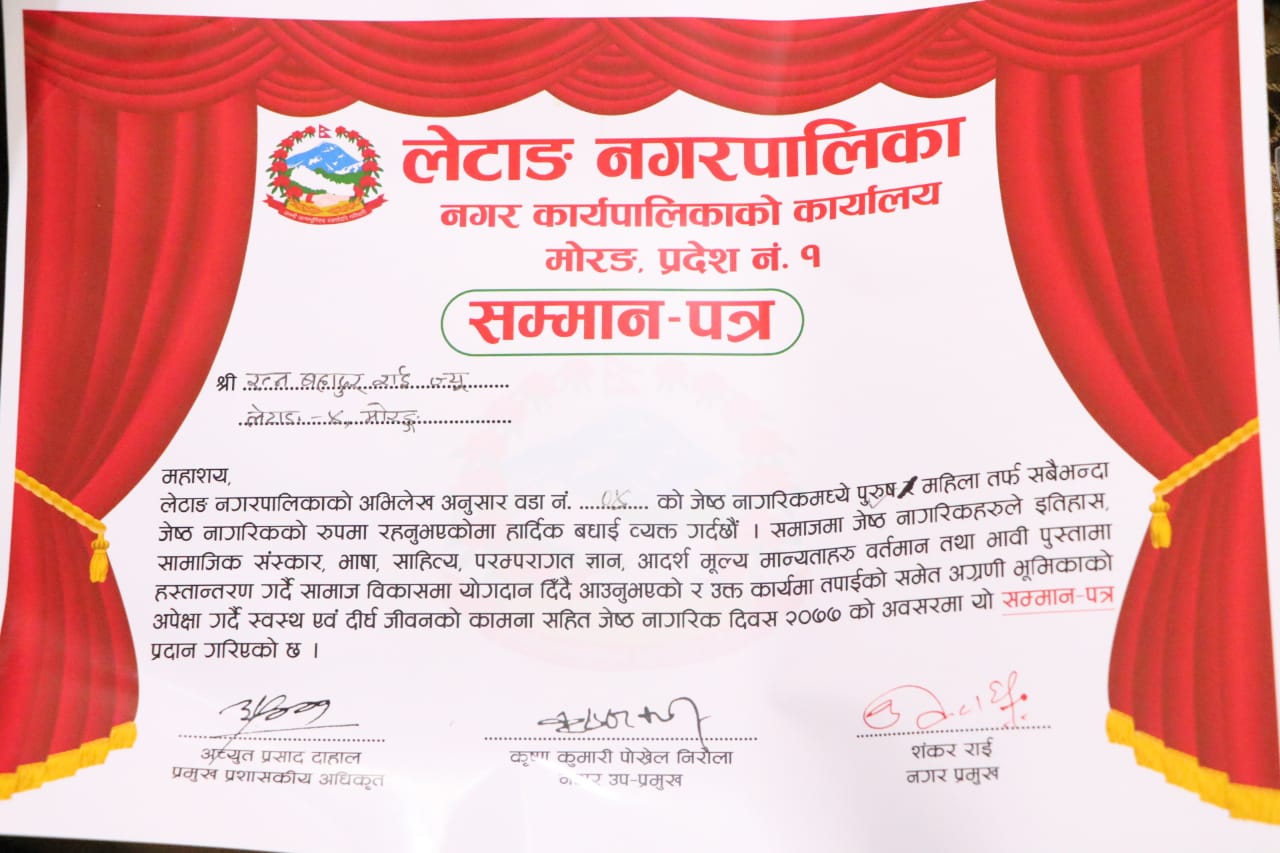 लेटाङ नगरपालिका
नगर कार्यपालिकाको कार्यालय
मोरङ, प्रदेश नं. १
सम्मान-पत्र
श्री रत्न बहादुर राई ज्यू
लेटाङ -४, मोरङ
महाशय,
लेटाङ नगरपालिकाको अभिलेख अनुसार वडा नं. ०४ को जेष्ठ नागरिकमध्ये पुरुष महिला तर्फ सबैभन्दा
जेष्ठ नागरिकको रुपमा रहनुभएकोमा हार्दिक बधाई व्यक्त गर्दछौं । समाजमा जेष्ठ नागरिकहरुले इतिहास,
सामाजिक संस्कार, भाषा, साहित्य, परम्परागत ज्ञान, आदर्श मूल्य मान्यताहरु वर्तमान तथा भावी पुस्तामा
हस्तान्तरण गर्दै सामाज विकासमा योगदान दिँदै आउनुभएको र उक्त कार्यमा तपाईको समेत अग्रणी भूमिकाको
अपेक्षा गर्दै स्वस्थ एवं दीर्घ जीवनको कामना सहित जेष्ठ नागरिक दिवस २०७७ को अवसरमा यो सम्मान-पत्र
प्रदान गरिएको छ ।
अच्युत प्रसाद दाहाल
प्रमुख प्रशासकीय अधिकृत
कृष्ण कुमारी पोखेल निरौला
नगर उप-प्रमुख
शंकर राई
नगर प्रमुख